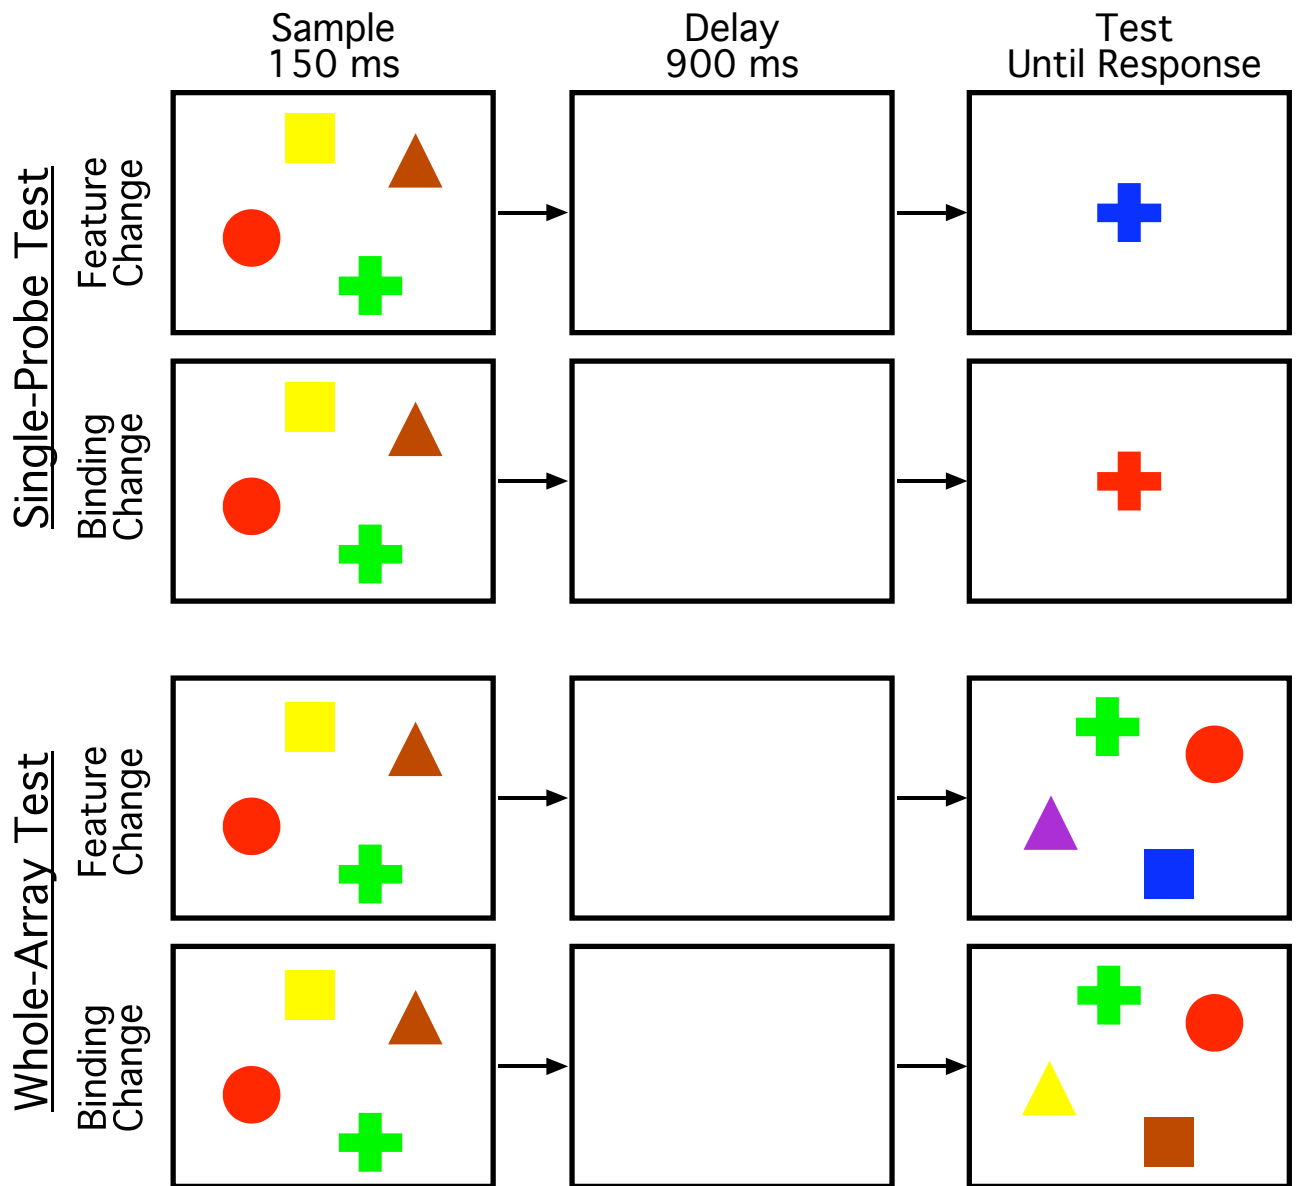 Sample
150 ms
Delay
900 ms
Test
Until Response
Single-Probe Test
Feature
Change
Binding
Change
Whole-Array Test
Feature
Change
Binding
Change